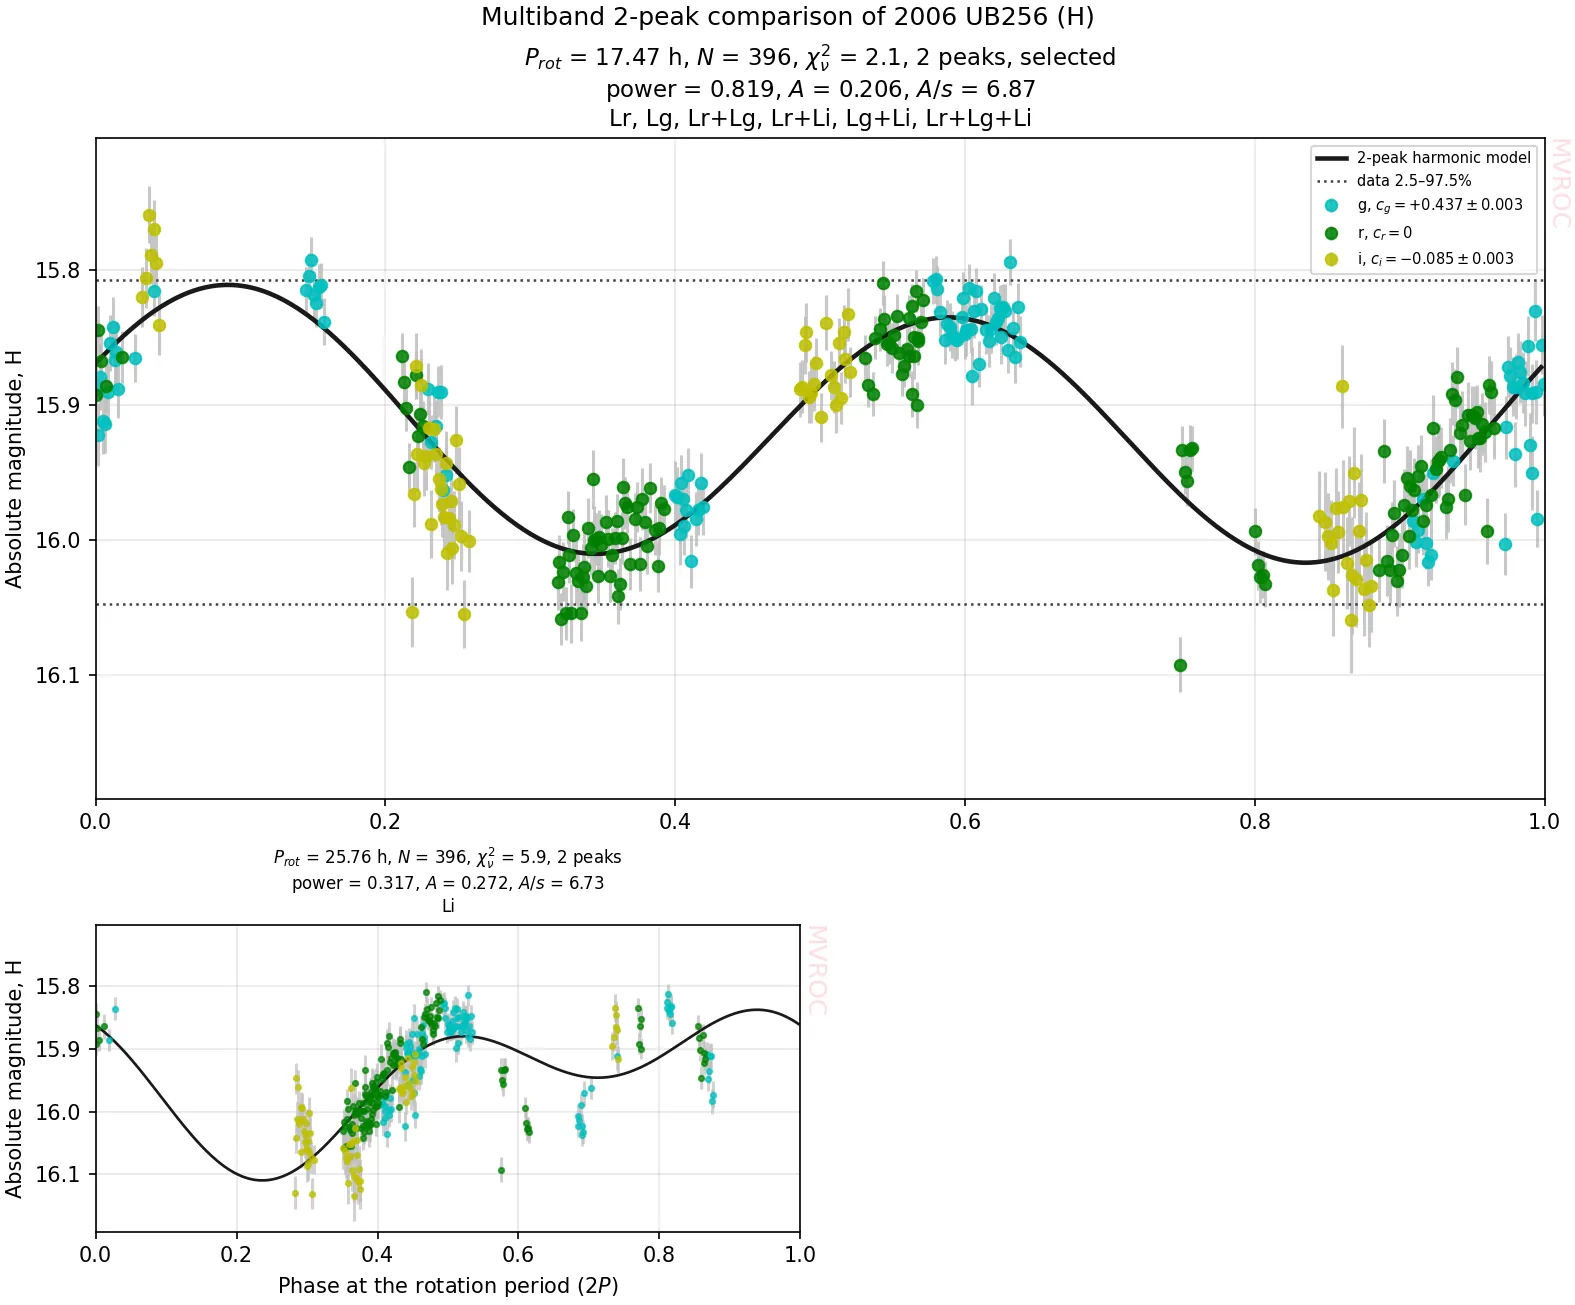 Multiband 2-peak comparison of 2006 UB256 (H)
P_rot = 17.47 h, N = 396, χ²_ν = 2.1, 2 peaks, selected
power = 0.819, A = 0.206, A/s = 6.87
Lr, Lg, Lr+Lg, Lr+Li, Lg+Li, Lr+Lg+Li
2-peak harmonic model
data 2.5–97.5%
g, c_g = +0.437 ± 0.003
r, c_r = 0
i, c_i = −0.085 ± 0.003
MVROC
Absolute magnitude, H
15.8
15.9
16.0
16.1
0.0 0.2 0.4 0.6 0.8 1.0
P_rot = 25.76 h, N = 396, χ²_ν = 5.9, 2 peaks
power = 0.317, A = 0.272, A/s = 6.73
Li
MVROC
Absolute magnitude, H
15.8
15.9
16.0
16.1
0.0 0.2 0.4 0.6 0.8 1.0
Phase at the rotation period (2P)